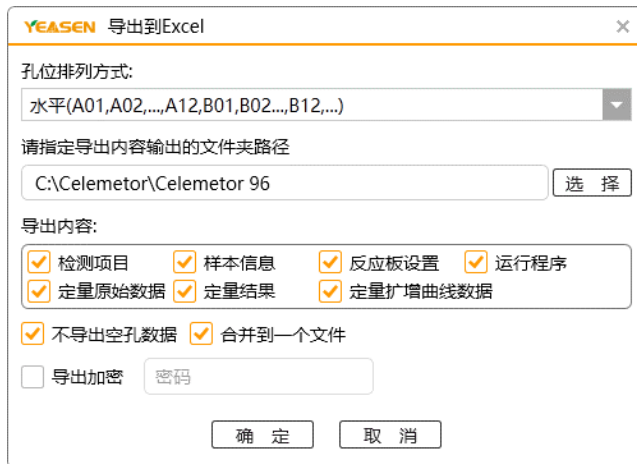 YEASEN 导出到Excel
孔位排列方式:
水平(A01,A02,...,A12,B01,B02...,B12,...)
请指定导出内容输出的文件夹路径
C:\Celemetor\Celemetor 96 选 择
导出内容:
检测项目 样本信息 反应板设置 运行程序
定量原始数据 定量结果 定量扩增曲线数据
不导出空孔数据 合并到一个文件
导出加密 密码
确 定 取 消